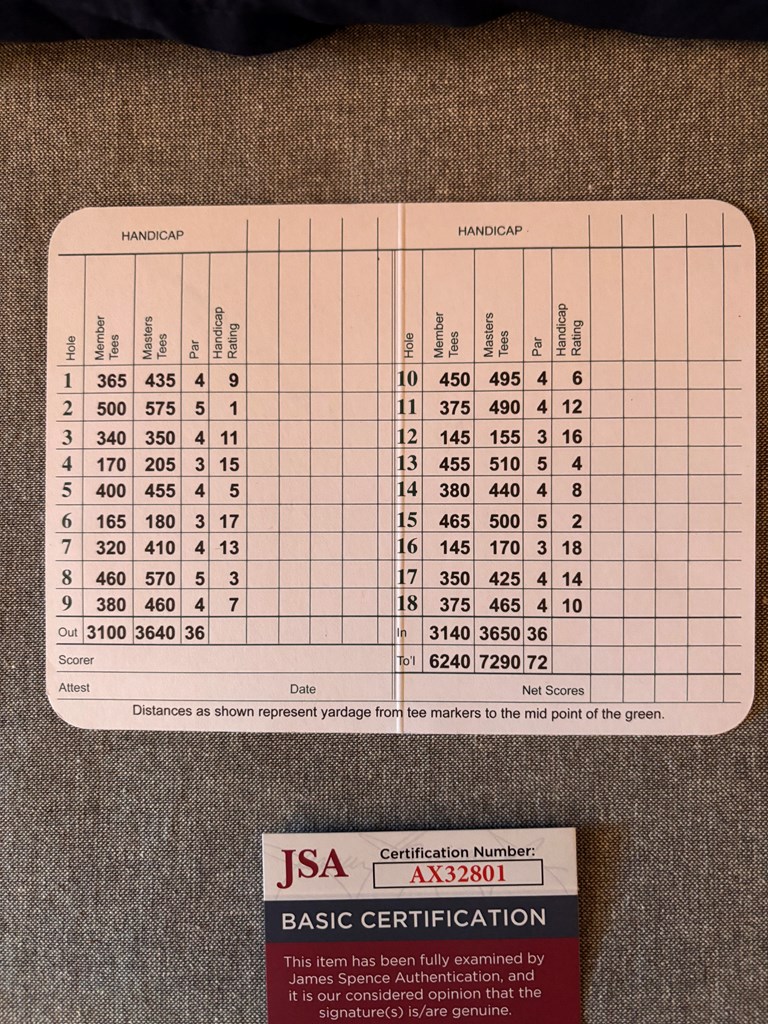 HANDICAP HANDICAP
Hole Member Tees Masters Tees Par Handicap Rating Hole Member Tees Masters Tees Par Handicap Rating
1 365 435 4 9 10 450 495 4 6
2 500 575 5 1 11 375 490 4 12
3 340 350 4 11 12 145 155 3 16
4 170 205 3 15 13 455 510 5 4
5 400 455 4 5 14 380 440 4 8
6 165 180 3 17 15 465 500 5 2
7 320 410 4 13 16 145 170 3 18
8 460 570 5 3 17 350 425 4 14
9 380 460 4 7 18 375 465 4 10
Out 3100 3640 36 In 3140 3650 36
Scorer To'l 6240 7290 72
Attest Date Net Scores
Distances as shown represent yardage from tee markers to the mid point of the green.
JSA Certification Number:
AX32801
BASIC CERTIFICATION
This item has been fully examined by
James Spence Authentication, and
it is our considered opinion that the
signature(s) is/are genuine.